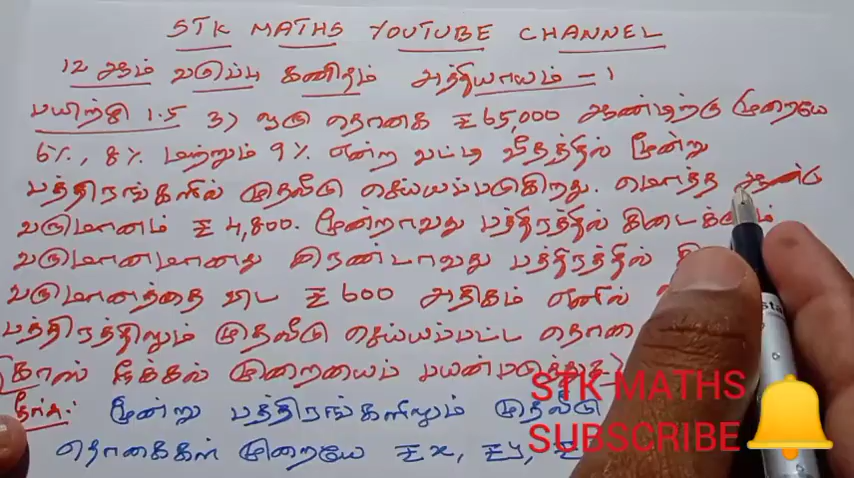 STK MATHS YOUTUBE CHANNEL
12 ஆம் வகுப்பு கணிதம் அத்தியாயம் - 1
பயிற்சி 1.5 3) ஒரு தொகை ₹65,000 ஆண்டிற்கு முறையே
6%, 8% மற்றும் 9% என்ற வட்டி வீதத்தில் மூன்று
பத்திரங்களில் முதலீடு செய்யப்படுகிறது. மொத்த ஆண்டு
வருமானம் ₹4,800. மூன்றாவது பத்திரத்தில் கிடைக்கும்
வருமானமானது இரண்டாவது பத்திரத்தில்
வருமானத்தை விட ₹600 அதிகம் எனில்
பத்திரத்திலும் முதலீடு செய்யப்பட்ட
(காஸ் நீக்கல் முறையைப் பயன்படுத்துக)
தீர்வு: மூன்று பத்திரங்களிலும் முதலீடு
தொகைகள் முறையே ₹x, ₹y, ₹
STK MATHS
SUBSCRIBE